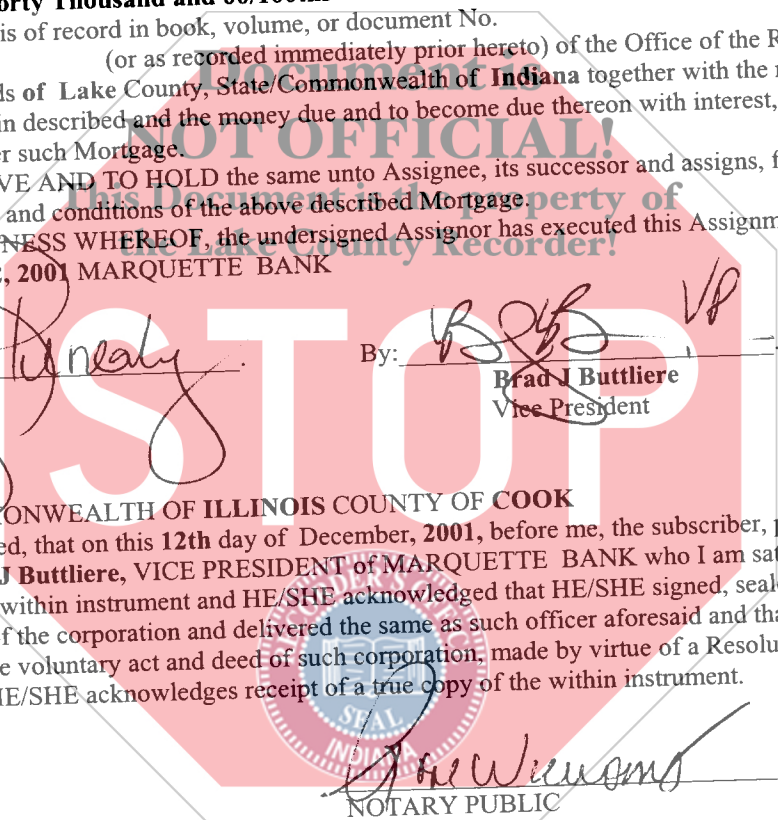 orty Thousand and 00/100
is of record in book, volume, or document No.
(or as recorded immediately prior hereto) of the Office of the R
ds of Lake County, State/Commonwealth of Indiana together with the
in described and the money due and to become due thereon with interest,
er such Mortgage.
VE AND TO HOLD the same unto Assignee, its successor and assigns, f
and conditions of the above described Mortgage.
NESS WHEREOF, the undersigned Assignor has executed this Assignm
, 2001 MARQUETTE BANK
Document is
NOT OFFICIAL!
This Document is the property of
the Lake County Recorder!
STOP
By: VP
Brad J Buttliere
Vice President
ONWEALTH OF ILLINOIS COUNTY OF COOK
ed, that on this 12th day of December, 2001, before me, the subscriber, p
J Buttliere, VICE PRESIDENT of MARQUETTE BANK who I am sat
within instrument and HE/SHE acknowledged that HE/SHE signed, seal
of the corporation and delivered the same as such officer aforesaid and tha
e voluntary act and deed of such corporation, made by virtue of a Resolu
HE/SHE acknowledges receipt of a true copy of the within instrument.
SEAL
INDIANA
NOTARY PUBLIC